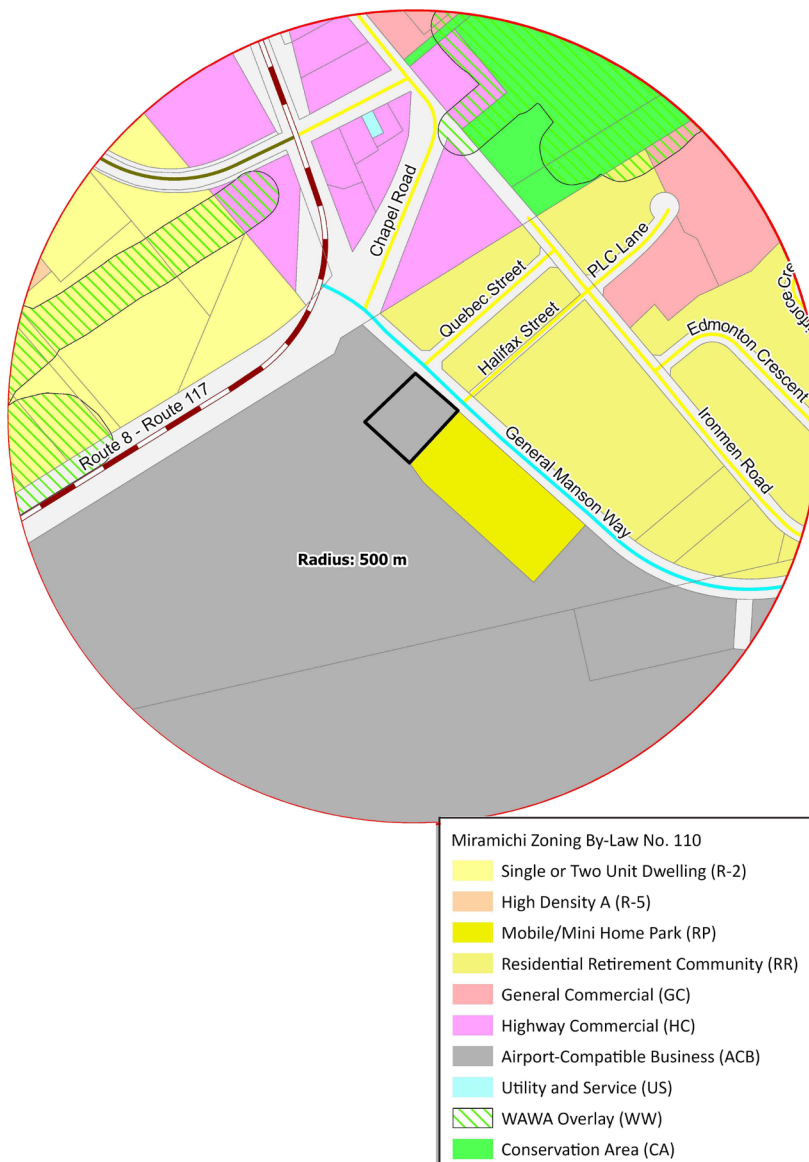 Chapel Road
PLC Lane
Quebec Street
Halifax Street
Edmonton Crescent
Route 8 - Route 117
General Manson Way
Ironmen Road
Radius: 500 m
Miramichi Zoning By-Law No. 110
Single or Two Unit Dwelling (R-2)
High Density A (R-5)
Mobile/Mini Home Park (RP)
Residential Retirement Community (RR)
General Commercial (GC)
Highway Commercial (HC)
Airport-Compatible Business (ACB)
Utility and Service (US)
WAWA Overlay (WW)
Conservation Area (CA)